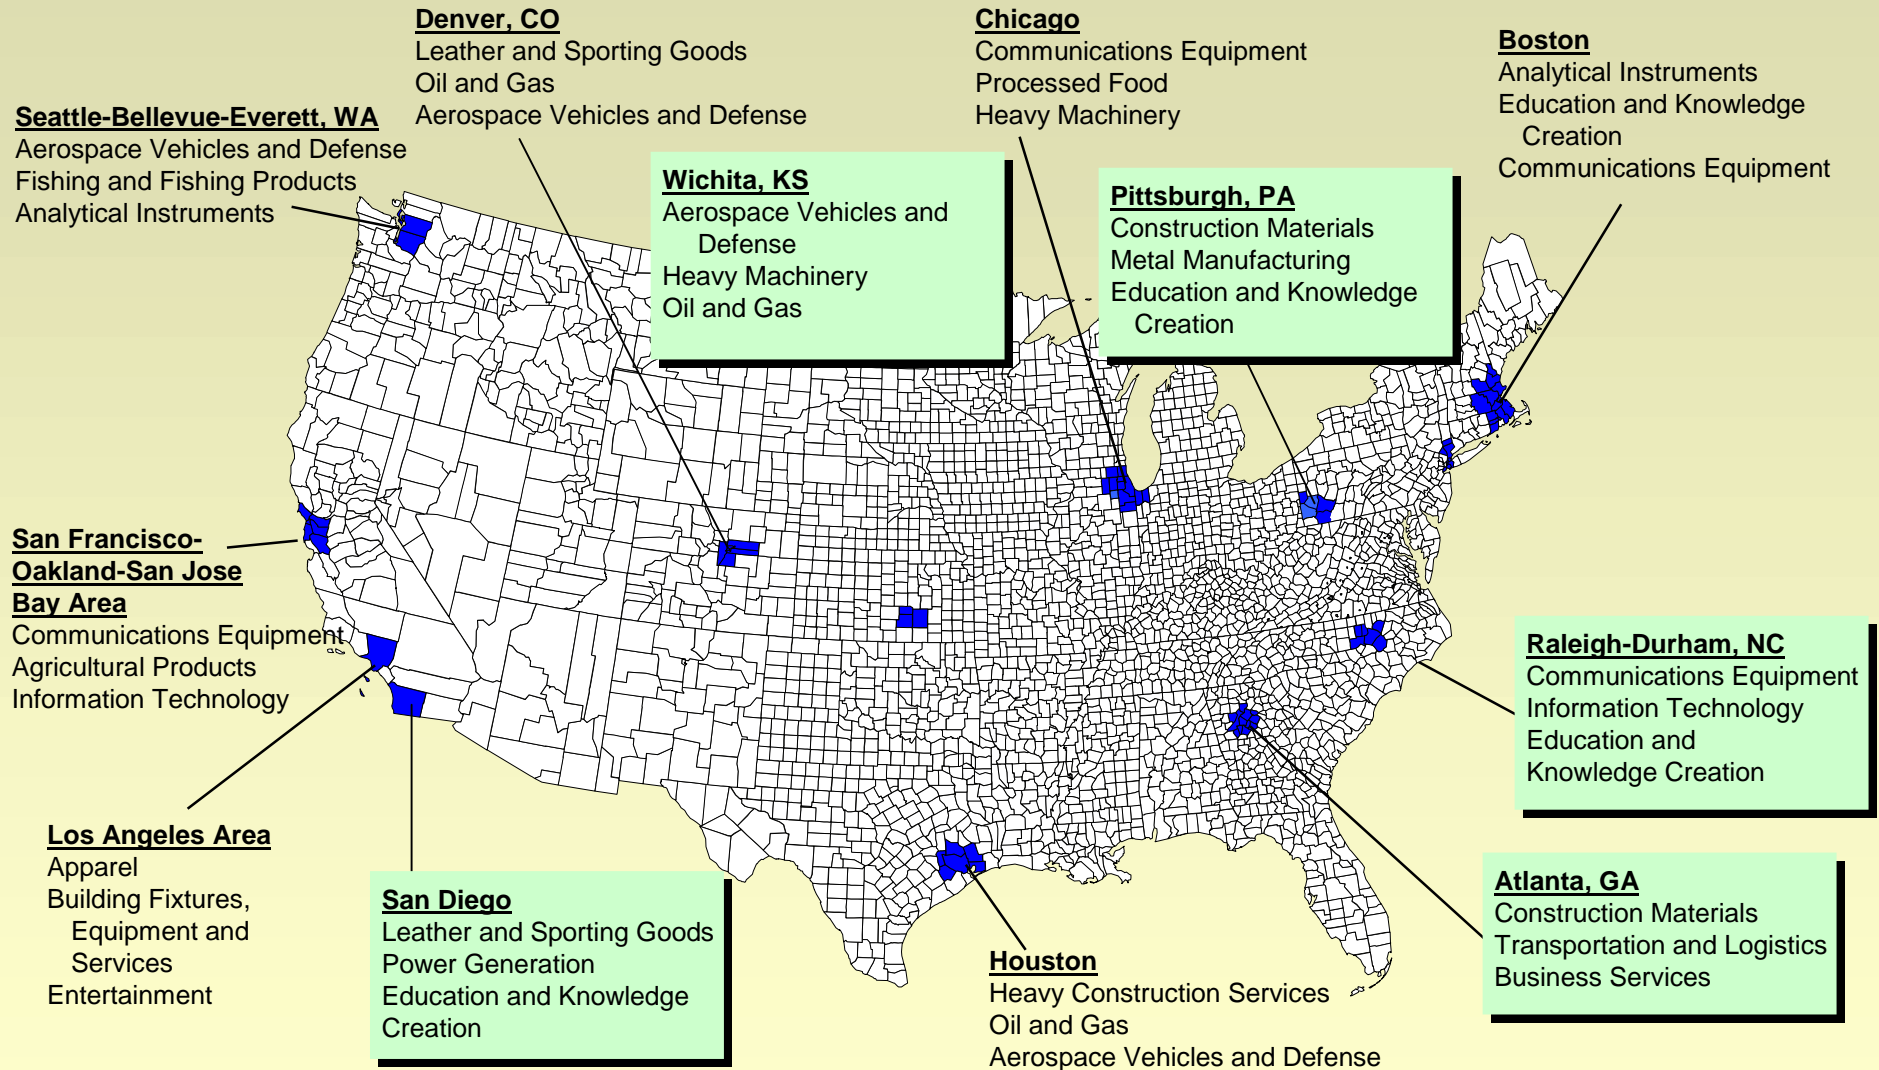 Denver, CO
Leather and Sporting Goods
Oil and Gas
Aerospace Vehicles and Defense
Chicago
Communications Equipment
Processed Food
Heavy Machinery
Boston
Analytical Instruments
Education and Knowledge
Creation
Communications Equipment
Seattle-Bellevue-Everett, WA
Aerospace Vehicles and Defense
Fishing and Fishing Products
Analytical Instruments
Wichita, KS
Aerospace Vehicles and
Defense
Heavy Machinery
Oil and Gas
Pittsburgh, PA
Construction Materials
Metal Manufacturing
Education and Knowledge
Creation
San Francisco-
Oakland-San Jose
Bay Area
Communications Equipment
Agricultural Products
Information Technology
Raleigh-Durham, NC
Communications Equipment
Information Technology
Education and
Knowledge Creation
Los Angeles Area
Apparel
Building Fixtures,
Equipment and
Services
Entertainment
San Diego
Leather and Sporting Goods
Power Generation
Education and Knowledge
Creation
Houston
Heavy Construction Services
Oil and Gas
Aerospace Vehicles and Defense
Atlanta, GA
Construction Materials
Transportation and Logistics
Business Services